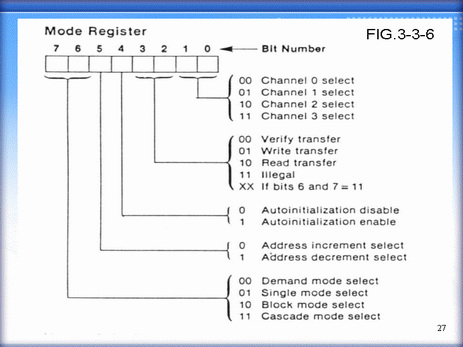 Mode Register
FIG.3-3-6
7 6 5 4 3 2 1 0 Bit Number
00 Channel 0 select
01 Channel 1 select
10 Channel 2 select
11 Channel 3 select
00 Verify transfer
01 Write transfer
10 Read transfer
11 Illegal
XX If bits 6 and 7 = 11
0 Autoinitialization disable
1 Autoinitialization enable
0 Address increment select
1 Address decrement select
00 Demand mode select
01 Single mode select
10 Block mode select
11 Cascade mode select
27